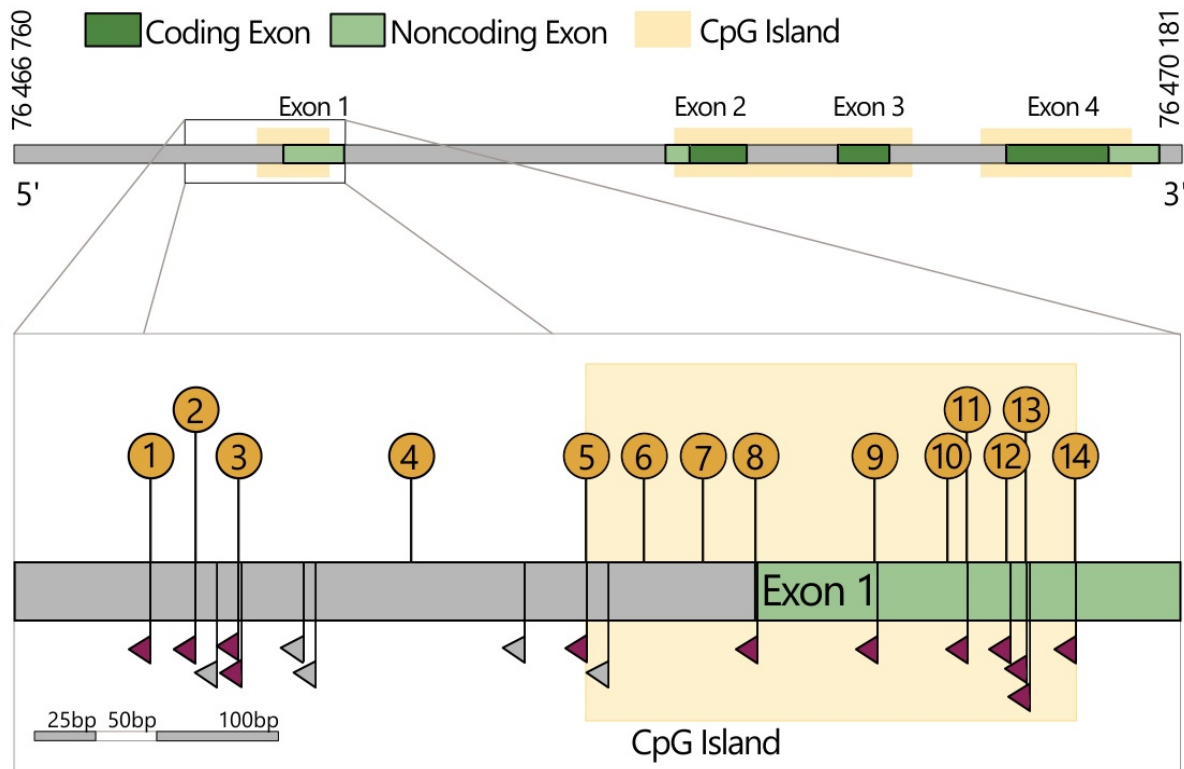 76 466 760
Coding Exon
Noncoding Exon
CpG Island
76 470 181
Exon 1
Exon 2
Exon 3
Exon 4
5'
3'
1
2
3
4
5
6
7
8
9
10
11
12
13
14
Exon 1
25bp
50bp
100bp
CpG Island